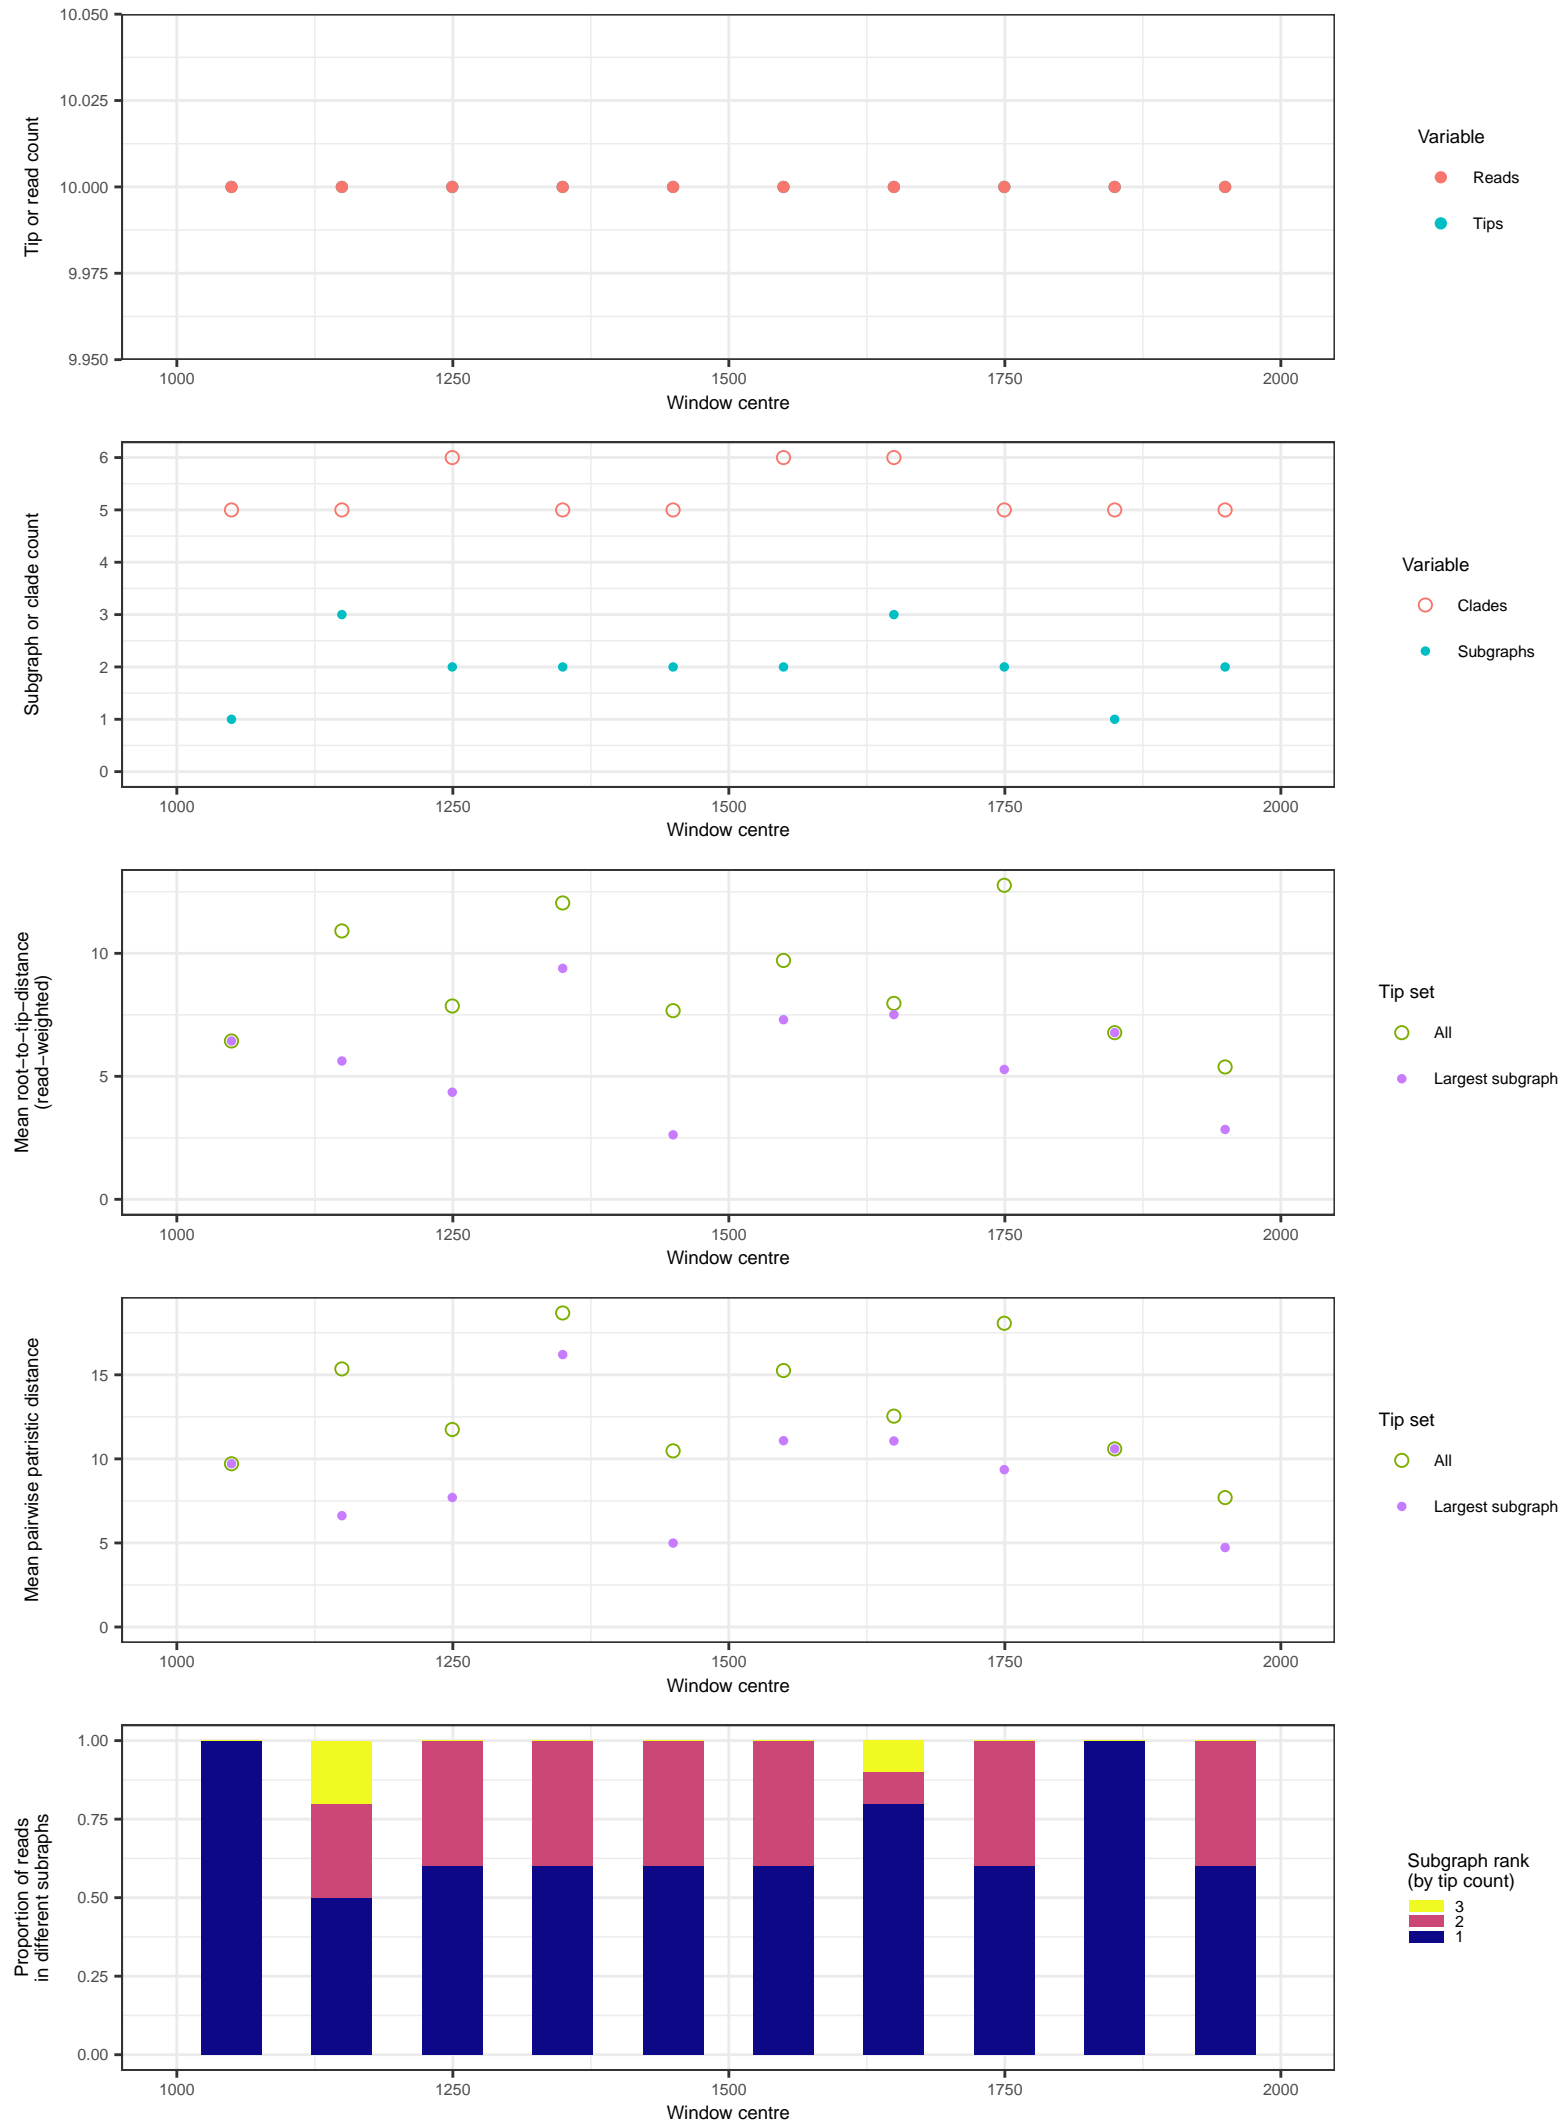 10.050
10.025
10.000
9.975
9.950
Tip or read count
1000 1250 1500 1750 2000
Window centre
Variable
Reads
Tips
6
5
4
3
2
1
0
Subgraph or clade count
1000 1250 1500 1750 2000
Window centre
Variable
Clades
Subgraphs
10
5
0
Mean root−to−tip−distance
(read−weighted)
1000 1250 1500 1750 2000
Window centre
Tip set
All
Largest subgraph
15
10
5
0
Mean pairwise patristic distance
1000 1250 1500 1750 2000
Window centre
Tip set
All
Largest subgraph
1.00
0.75
0.50
0.25
0.00
Proportion of reads
in different subraphs
1000 1250 1500 1750 2000
Window centre
Subgraph rank
(by tip count)
3
2
1